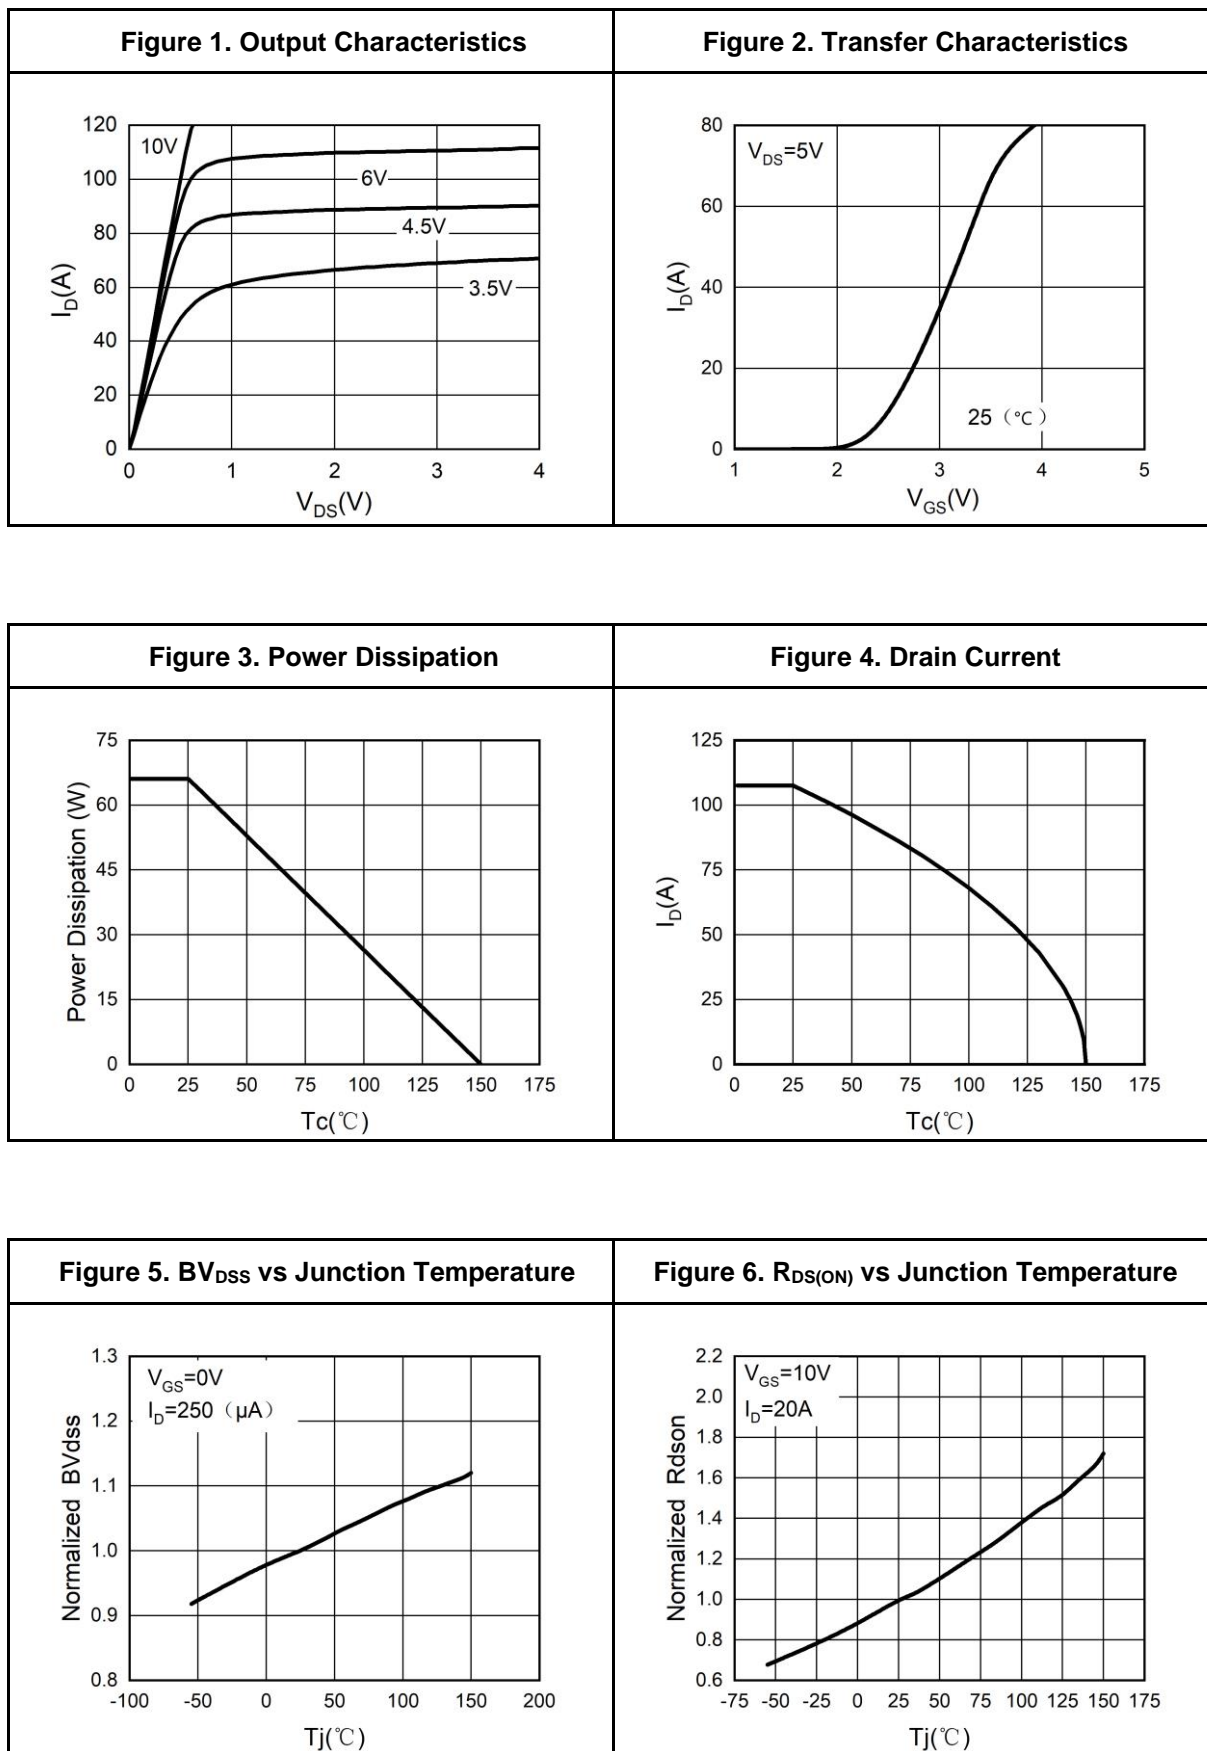 Figure 1. Output Characteristics
Figure 2. Transfer Characteristics
120
100
80
60
40
20
0
I_D(A)
10V
6V
4.5V
3.5V
0 1 2 3 4
V_DS(V)
80
60
40
20
0
I_D(A)
V_DS=5V
25（℃）
1 2 3 4 5
V_GS(V)
Figure 3. Power Dissipation
Figure 4. Drain Current
75
60
45
30
15
0
Power Dissipation (W)
0 25 50 75 100 125 150 175
Tc(℃)
125
100
75
50
25
0
I_D(A)
0 25 50 75 100 125 150 175
Tc(℃)
Figure 5. BV_DSS vs Junction Temperature
Figure 6. R_DS(ON) vs Junction Temperature
1.3
1.2
1.1
1.0
0.9
0.8
Normalized BVdss
V_GS=0V
I_D=250（μA）
-100 -50 0 50 100 150 200
Tj(℃)
2.2
2.0
1.8
1.6
1.4
1.2
1.0
0.8
0.6
Normalized Rdson
V_GS=10V
I_D=20A
-75 -50 -25 0 25 50 75 100 125 150 175
Tj(℃)